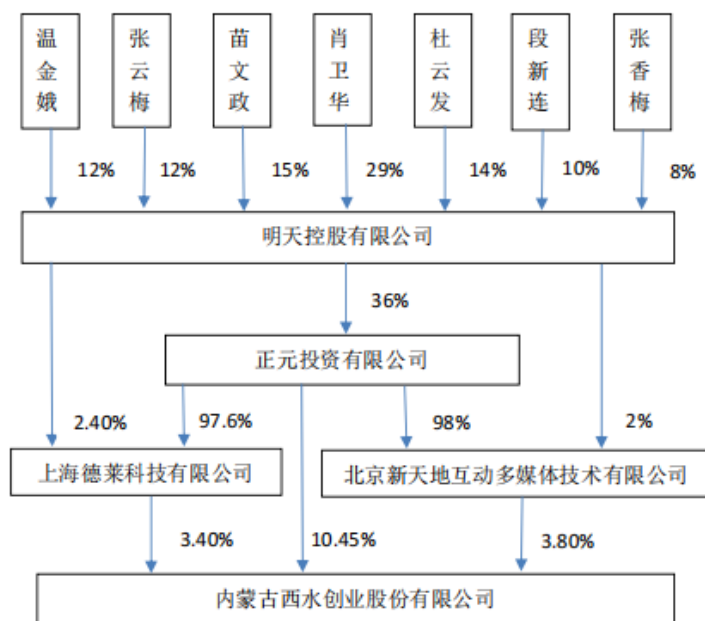 温金娥
张云梅
苗文政
肖卫华
杜云发
段新连
张香梅
12%
12%
15%
29%
14%
10%
8%
明天控股有限公司
36%
正元投资有限公司
2.40%
97.6%
98%
2%
上海德莱科技有限公司
北京新天地互动多媒体技术有限公司
3.40%
10.45%
3.80%
内蒙古西水创业股份有限公司